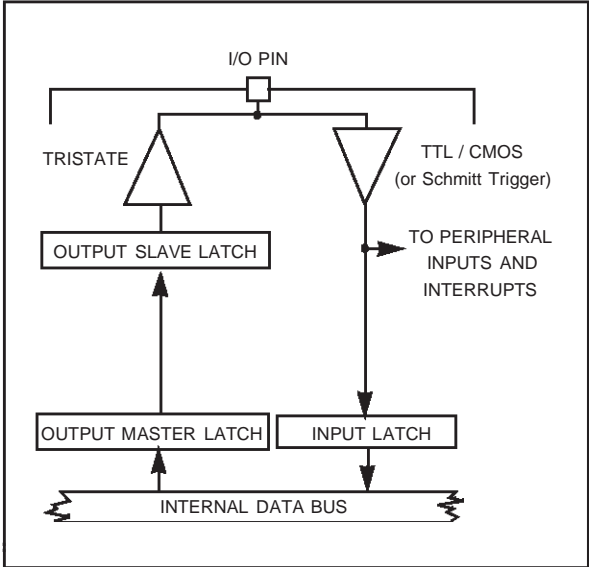 I/O PIN
TRISTATE
TTL / CMOS
(or Schmitt Trigger)
OUTPUT SLAVE LATCH
TO PERIPHERAL
INPUTS AND
INTERRUPTS
OUTPUT MASTER LATCH
INPUT LATCH
INTERNAL DATA BUS